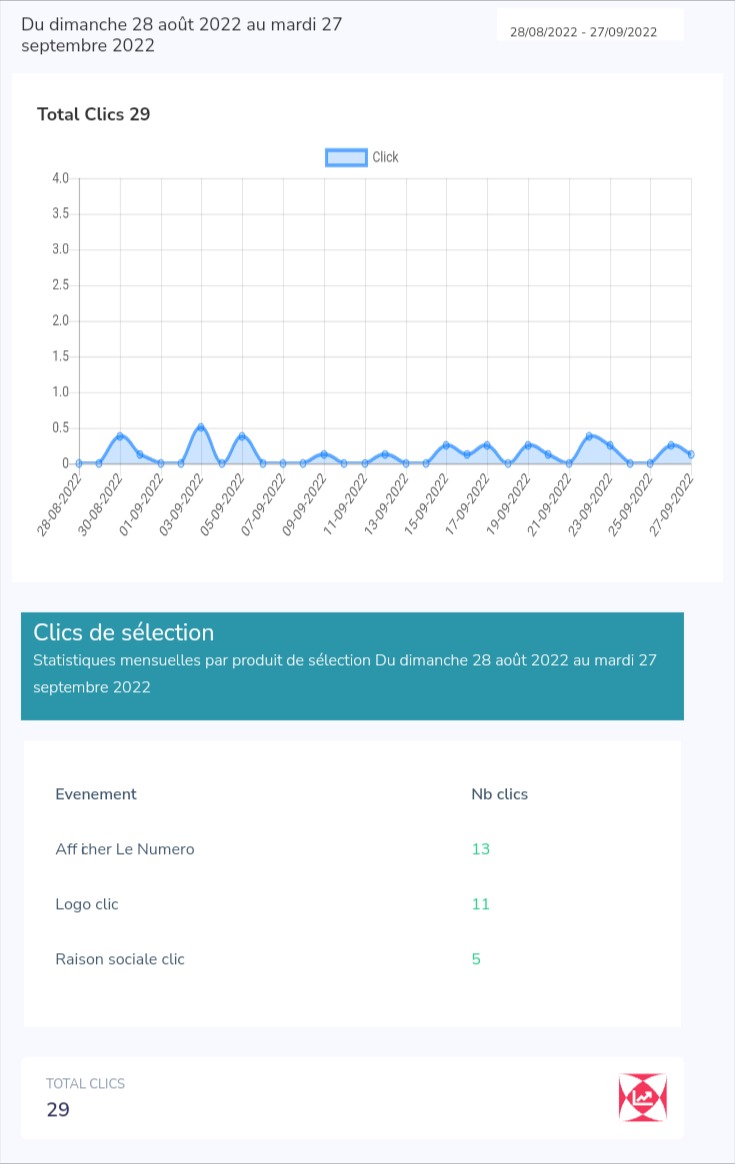 Du dimanche 28 août 2022 au mardi 27
septembre 2022
28/08/2022 - 27/09/2022
Total Clics 29
Click
4.0
3.5
3.0
2.5
2.0
1.5
1.0
0.5
0
28-08-2022
30-08-2022
01-09-2022
03-09-2022
05-09-2022
07-09-2022
09-09-2022
11-09-2022
13-09-2022
15-09-2022
17-09-2022
19-09-2022
21-09-2022
23-09-2022
25-09-2022
27-09-2022
Clics de sélection
Statistiques mensuelles par produit de sélection Du dimanche 28 août 2022 au mardi 27
septembre 2022
Evenement Nb clics
Afficher Le Numero 13
Logo clic 11
Raison sociale clic 5
TOTAL CLICS
29